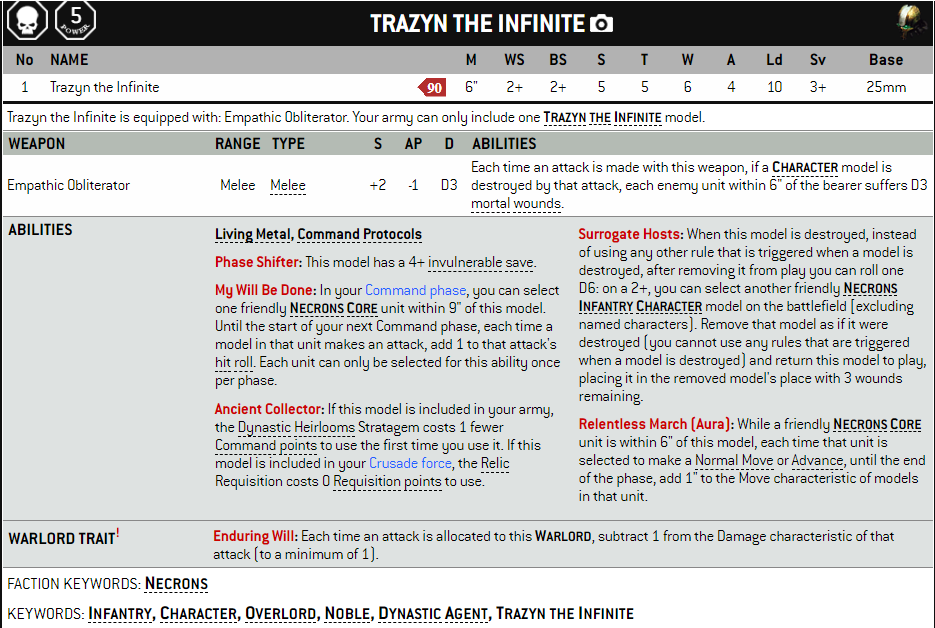 5
POWER
TRAZYN THE INFINITE
No NAME M WS BS S T W A Ld Sv Base
1 Trazyn the Infinite 90 6" 2+ 2+ 5 5 6 4 10 3+ 25mm
Trazyn the Infinite is equipped with: Empathic Obliterator. Your army can only include one TRAZYN THE INFINITE model.
WEAPON RANGE TYPE S AP D ABILITIES
Empathic Obliterator Melee Melee +2 -1 D3
Each time an attack is made with this weapon, if a CHARACTER model is
destroyed by that attack, each enemy unit within 6" of the bearer suffers D3
mortal wounds.
ABILITIES
Living Metal, Command Protocols
Phase Shifter: This model has a 4+ invulnerable save.
My Will Be Done: In your Command phase, you can select
one friendly NECRONS CORE unit within 9" of this model.
Until the start of your next Command phase, each time a
model in that unit makes an attack, add 1 to that attack's
hit roll. Each unit can only be selected for this ability once
per phase.
Ancient Collector: If this model is included in your army,
the Dynastic Heirlooms Stratagem costs 1 fewer
Command points to use the first time you use it. If this
model is included in your Crusade force, the Relic
Requisition costs 0 Requisition points to use.
Surrogate Hosts: When this model is destroyed, instead
of using any other rule that is triggered when a model is
destroyed, after removing it from play you can roll one
D6: on a 2+, you can select another friendly NECRONS
INFANTRY CHARACTER model on the battlefield (excluding
named characters). Remove that model as if it were
destroyed (you cannot use any rules that are triggered
when a model is destroyed) and return this model to play,
placing it in the removed model's place with 3 wounds
remaining.
Relentless March (Aura): While a friendly NECRONS CORE
unit is within 6" of this model, each time that unit is
selected to make a Normal Move or Advance, until the end
of the phase, add 1" to the Move characteristic of models
in that unit.
WARLORD TRAIT!
Enduring Will: Each time an attack is allocated to this WARLORD, subtract 1 from the Damage characteristic of that
attack (to a minimum of 1).
FACTION KEYWORDS: NECRONS
KEYWORDS: INFANTRY, CHARACTER, OVERLORD, NOBLE, DYNASTIC AGENT, TRAZYN THE INFINITE